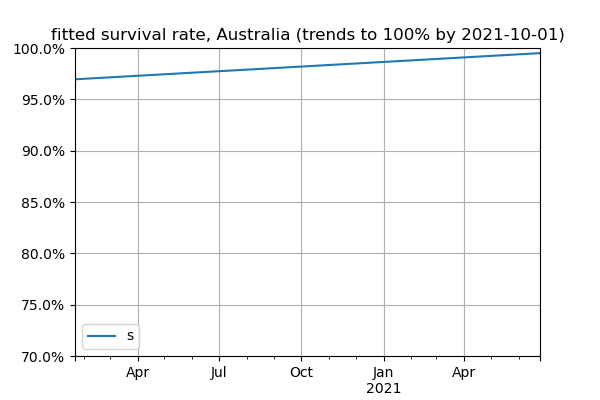 fitted survival rate, Australia (trends to 100% by 2021-10-01)
100.0%
95.0%
90.0%
85.0%
80.0%
75.0%
70.0%
s
Apr Jul Oct Jan Apr
2021